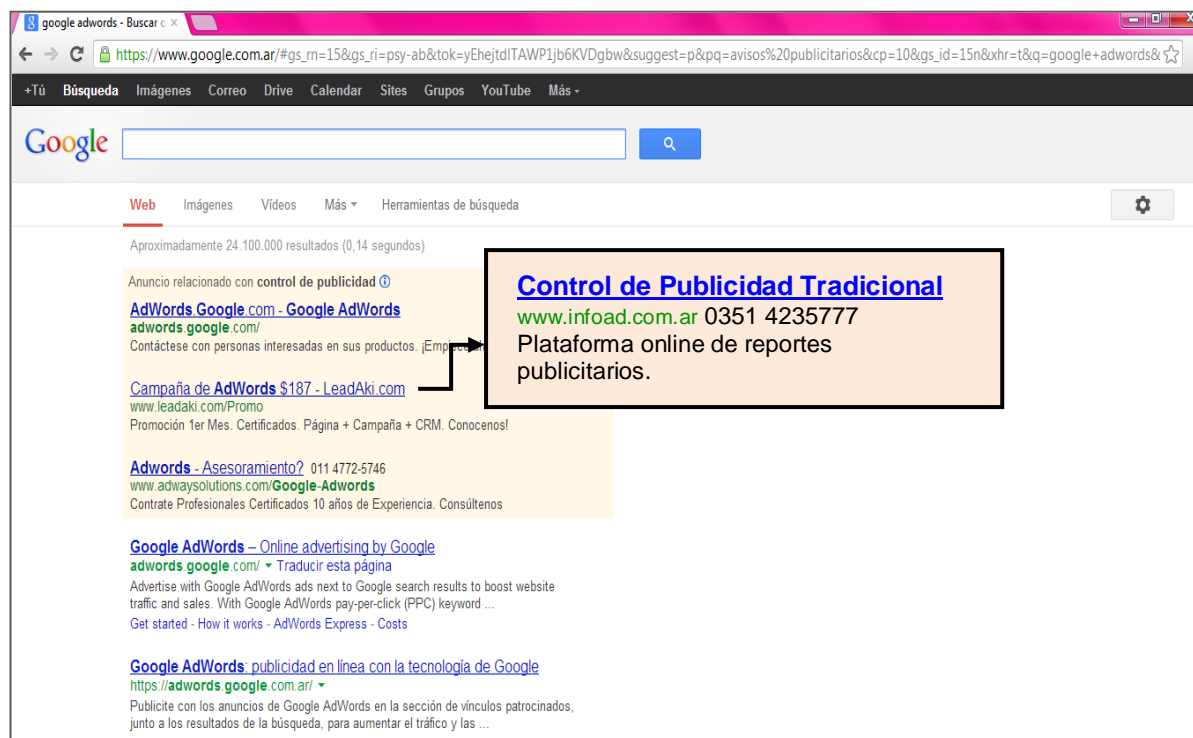 google adwords - Buscar c
https://www.google.com.ar/#gs_rn=15&gs_ri=psy-ab&tok=yEhejtdITAWP1jb6KVDgbw&suggest=p&pq=avisos%20publicitarios&cp=10&gs_id=15n&xhr=t&q=google+adwords&
+Tú Búsqueda Imágenes Correo Drive Calendar Sites Grupos YouTube Más
Google
Web Imágenes Vídeos Más Herramientas de búsqueda
Aproximadamente 24.100.000 resultados (0,14 segundos)
Anuncio relacionado con control de publicidad
AdWords.Google.com - Google AdWords
adwords.google.com/
Contáctese con personas interesadas en sus productos.
Campaña de AdWords $187 - LeadAki.com
www.leadaki.com/Promo
Promoción 1er Mes. Certificados. Página + Campaña + CRM. Conocenos!
Adwords - Asesoramiento? 011 4772-5746
www.adwaysolutions.com/Google-Adwords
Contrate Profesionales Certificados 10 años de Experiencia. Consúltenos
Control de Publicidad Tradicional
www.infoad.com.ar 0351 4235777
Plataforma online de reportes
publicitarios.
Google AdWords – Online advertising by Google
adwords.google.com/ Traducir esta página
Advertise with Google AdWords ads next to Google search results to boost website
traffic and sales. With Google AdWords pay-per-click (PPC) keyword ...
Get started - How it works - AdWords Express - Costs
Google AdWords: publicidad en línea con la tecnología de Google
https://adwords.google.com.ar/
Publicite con los anuncios de Google AdWords en la sección de vínculos patrocinados,
junto a los resultados de la búsqueda, para aumentar el tráfico y las ...